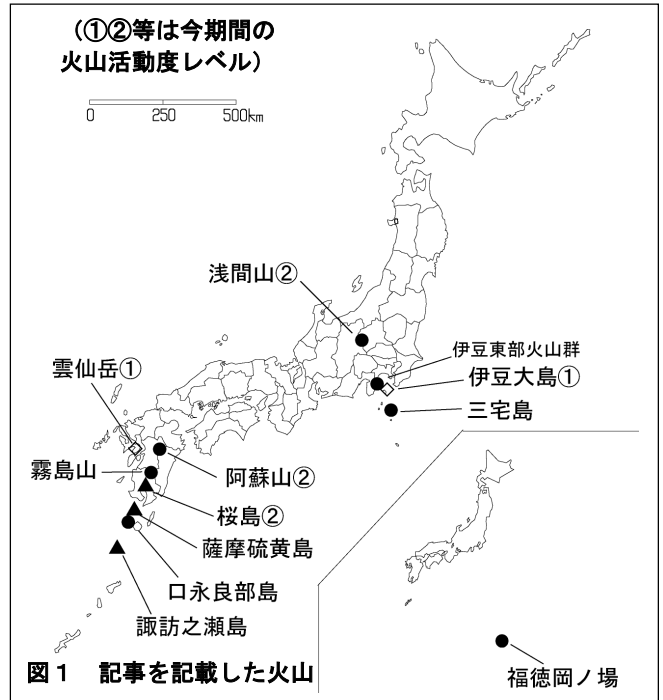 （①②等は今期間の
火山活動度レベル）
0 250 500km
浅間山②
伊豆東部火山群
伊豆大島①
三宅島
雲仙岳①
霧島山
阿蘇山②
桜島②
薩摩硫黄島
口永良部島
諏訪之瀬島
福徳岡ノ場
図１　記事を記載した火山